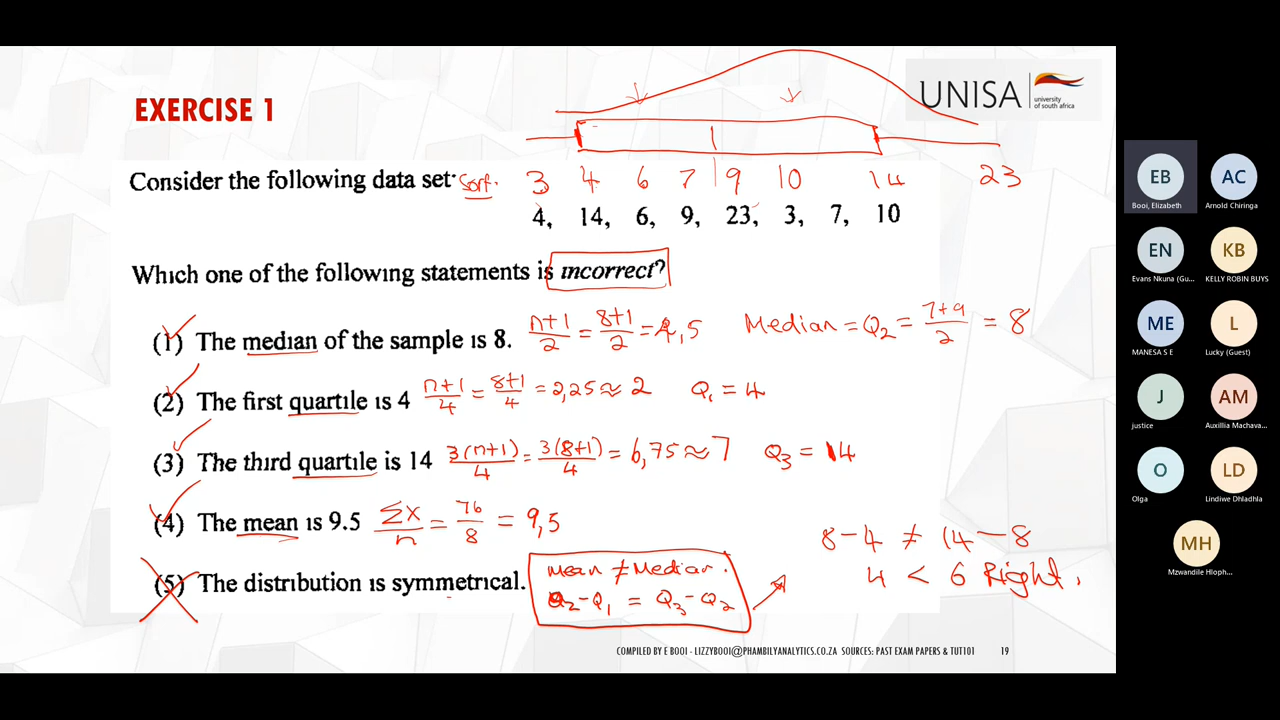 EXERCISE 1
UNISA
university
of south africa
Consider the following data set·
Sort. 3 4 6 7 9 10 14 23
4, 14, 6, 9, 23, 3, 7, 10
Which one of the following statements is incorrect?
(1) The median of the sample is 8. n+1/2 = 8+1/2 = 4,5 Median = Q2 = 7+9/2 = 8
(2) The first quartile is 4 n+1/4 = 8+1/4 = 2,25 ≈ 2 Q1 = 4
(3) The third quartile is 14 3(n+1)/4 = 3(8+1)/4 = 6,75 ≈ 7 Q3 = 14
(4) The mean is 9.5 ΣX/n = 76/8 = 9,5
(5) The distribution is symmetrical.
mean ≠ Median.
Q2 - Q1 = Q3 - Q2
8 - 4 ≠ 14 - 8
4 < 6 Right.
COMPILED BY E BOOI - LIZZYBOOI@PHAMBILYANALYTICS.CO.ZA SOURCES: PAST EXAM PAPERS & TUT101 19
EB
Booi, Elizabeth
AC
Arnold Chiringa
EN
Evans Nkuna (Gu...
KB
KELLY ROBIN BUYS
ME
MANESA S E
L
Lucky (Guest)
J
justice
AM
Auxillia Machava...
O
Olga
LD
Lindiwe Dhladhla
MH
Mzwandile Hloph...